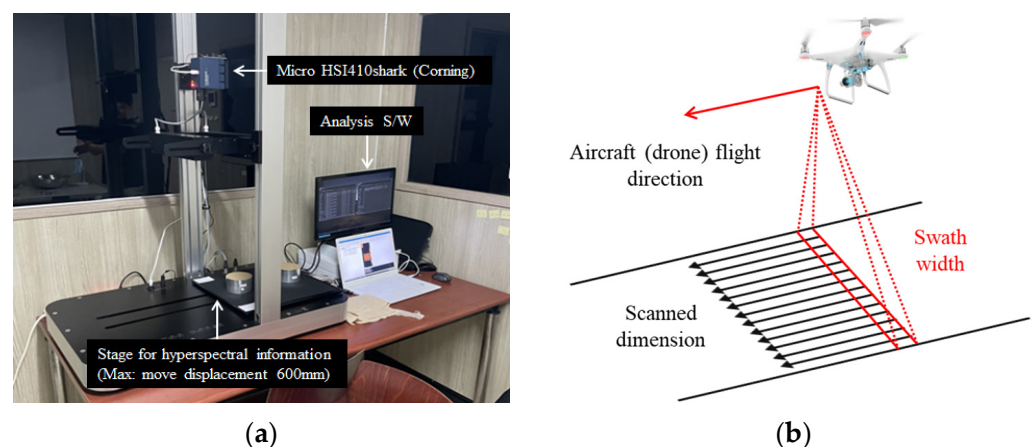 Micro HSI410shark (Corning)
Analysis S/W
Stage for hyperspectral information
(Max: move displacement 600mm)
Aircraft (drone) flight
direction
Swath
width
Scanned
dimension
(a)
(b)